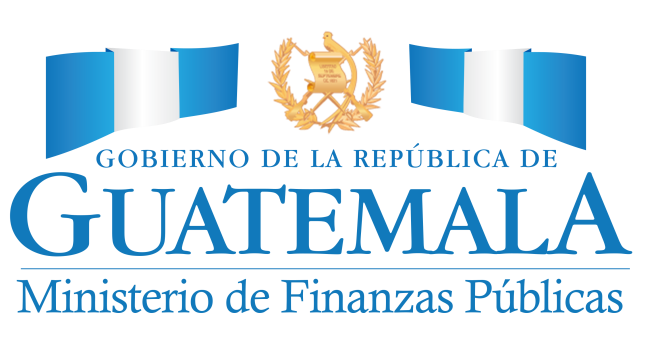 GOBIERNO DE LA REPÚBLICA DE
GUATEMALA
Ministerio de Finanzas Públicas